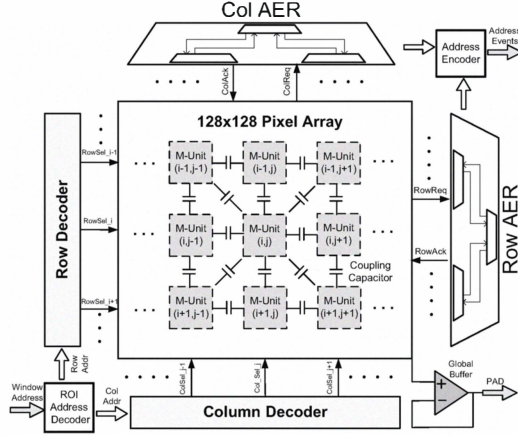 Col AER
ColAck
ColReq
Address
Encoder
Address
Events
128x128 Pixel Array
Row Decoder
RowSel_i-1
RowSel_i
RowSel_i+1
M-Unit
(i-1,j-1)
M-Unit
(i-1,j)
M-Unit
(i-1,j+1)
M-Unit
(i,j-1)
M-Unit
(i,j)
M-Unit
(i,j+1)
Coupling
Capacitor
M-Unit
(i+1,j-1)
M-Unit
(i+1,j)
M-Unit
(i+1,j+1)
RowReq
RowAck
Row AER
Row
Addr
Window
Address
ROI
Address
Decoder
Col
Addr
ColSel_j-1
Col_Sel_j
ColSel_j+1
Column Decoder
Global
Buffer
+
−
PAD